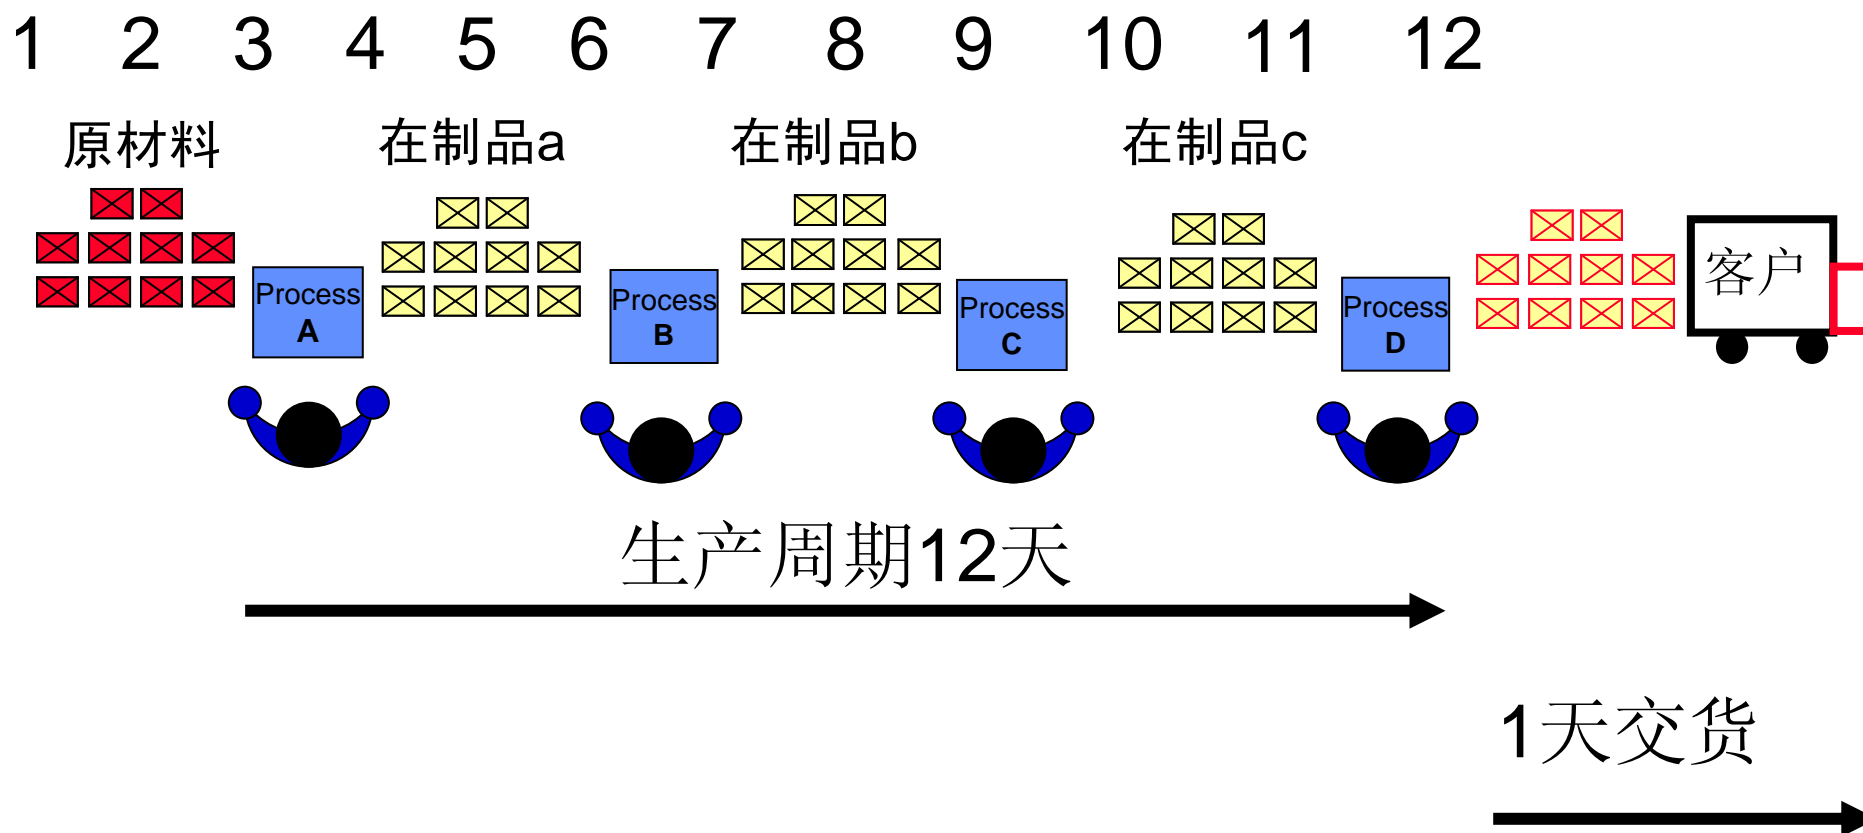 1 2 3 4 5 6 7 8 9 10 11 12
原材料 在制品a 在制品b 在制品c
Process
A
Process
B
Process
C
Process
D
客户
生产周期12天
1天交货